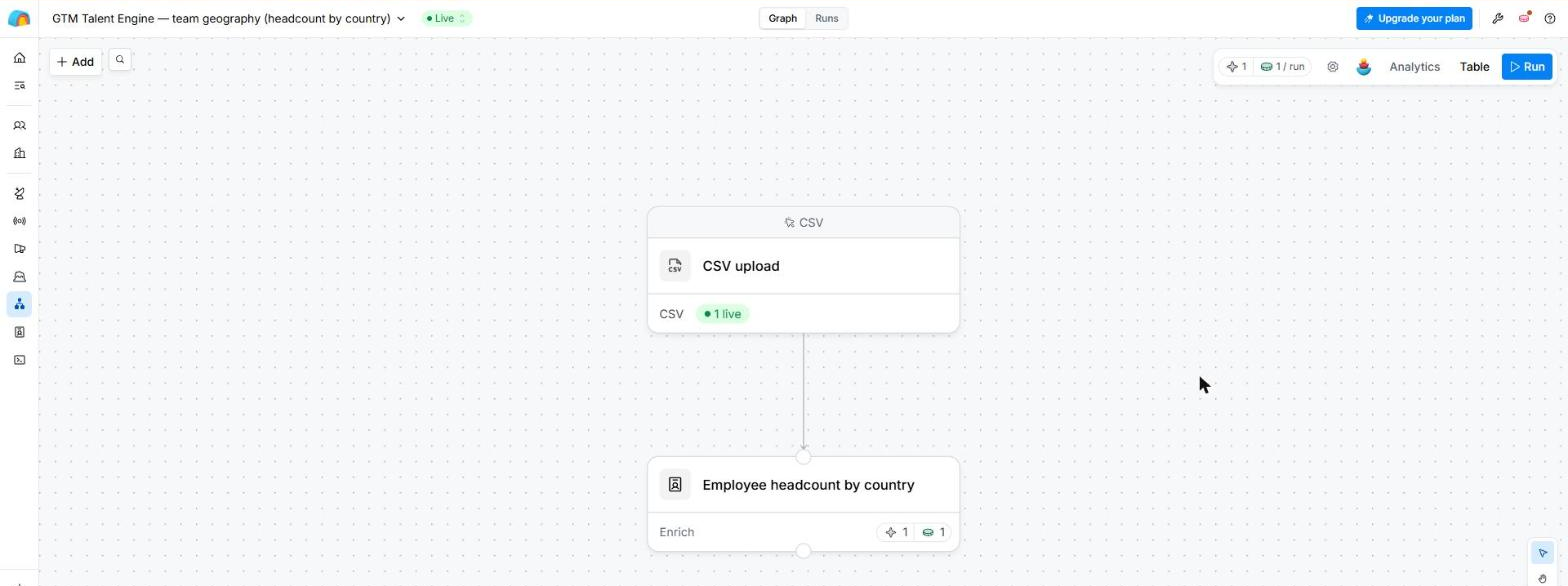 GTM Talent Engine — team geography (headcount by country)
Live
Graph
Runs
Upgrade your plan
Add
1
1 / run
Analytics
Table
Run
CSV
CSV
CSV upload
CSV
1 live
Employee headcount by country
Enrich
1
1